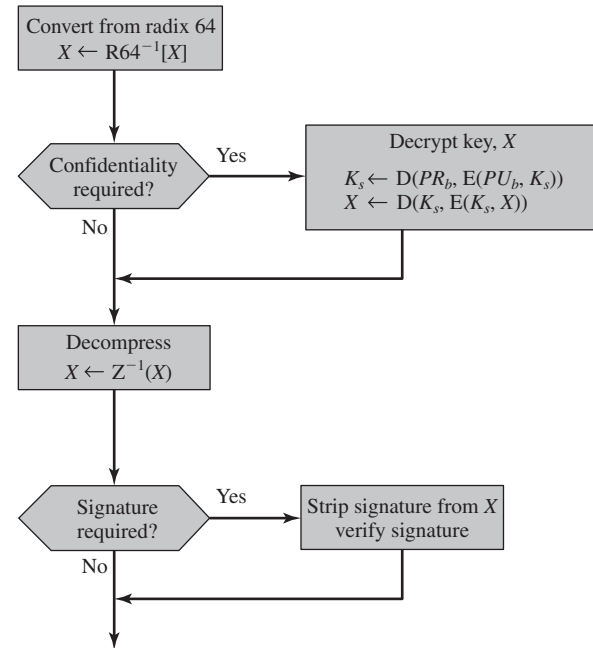 Convert from radix 64
X ← R64⁻¹[X]
Confidentiality
required?
Yes
No
Decrypt key, X
Kₛ ← D(PR_b, E(PU_b, Kₛ))
X ← D(Kₛ, E(Kₛ, X))
Decompress
X ← Z⁻¹(X)
Signature
required?
Yes
No
Strip signature from X
verify signature